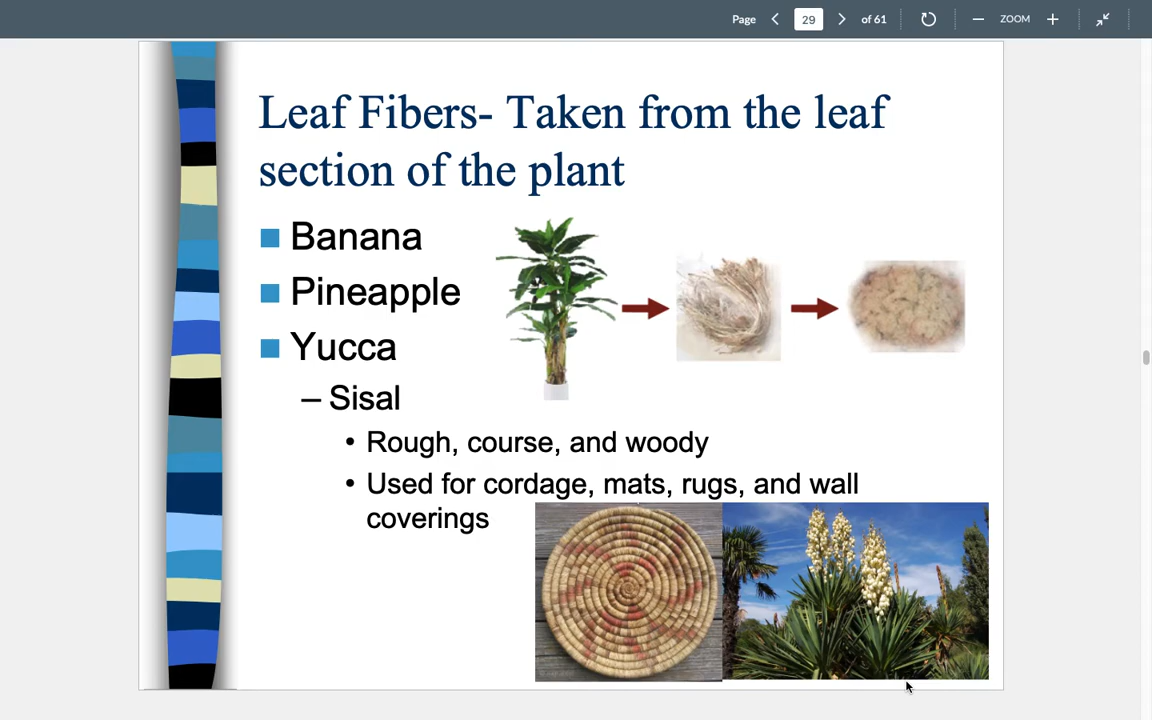 Page 29 of 61 ZOOM
Leaf Fibers- Taken from the leaf
section of the plant
Banana
Pineapple
Yucca
– Sisal
• Rough, course, and woody
• Used for cordage, mats, rugs, and wall
coverings